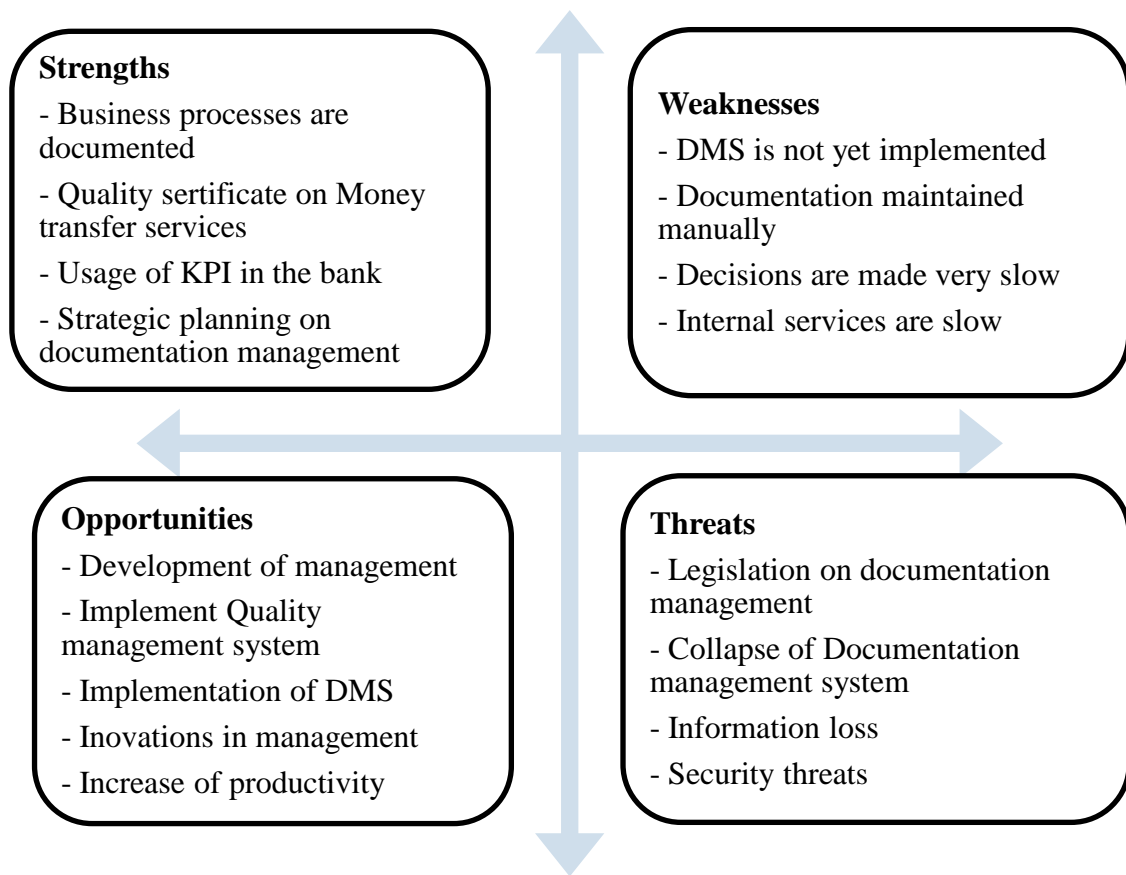 Strengths
- Business processes are
documented
- Quality sertificate on Money
transfer services
- Usage of KPI in the bank
- Strategic planning on
documentation management
Weaknesses
- DMS is not yet implemented
- Documentation maintained
manually
- Decisions are made very slow
- Internal services are slow
Opportunities
- Development of management
- Implement Quality
management system
- Implementation of DMS
- Inovations in management
- Increase of productivity
Threats
- Legislation on documentation
management
- Collapse of Documentation
management system
- Information loss
- Security threats